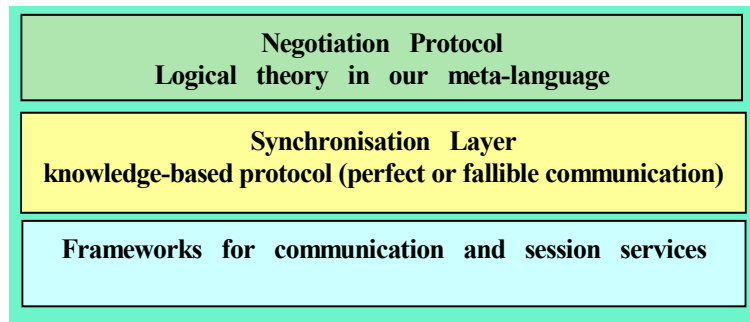 Negotiation Protocol
Logical theory in our meta-language
Synchronisation Layer
knowledge-based protocol (perfect or fallible communication)
Frameworks for communication and session services